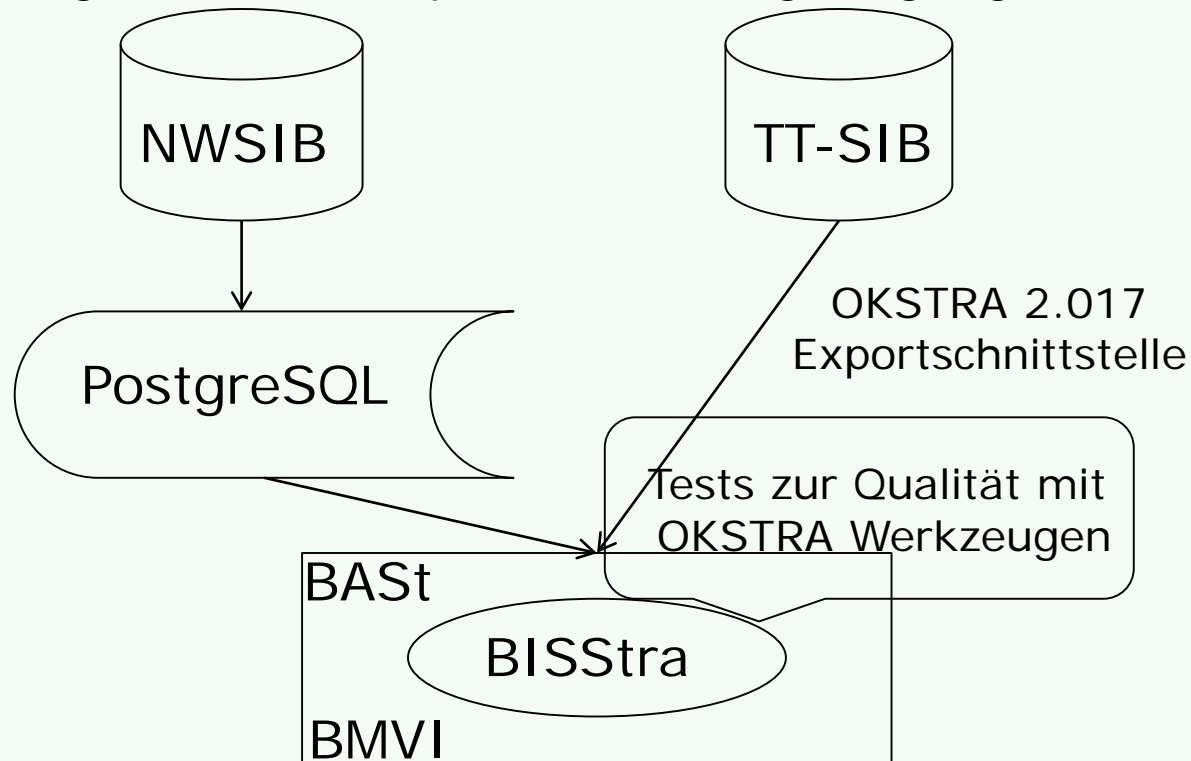 NWSIB
TT-SIB
OKSTRA 2.017
Exportschnittstelle
PostgreSQL
Tests zur Qualität mit
OKSTRA Werkzeugen
BASt
BISStra
BMVI